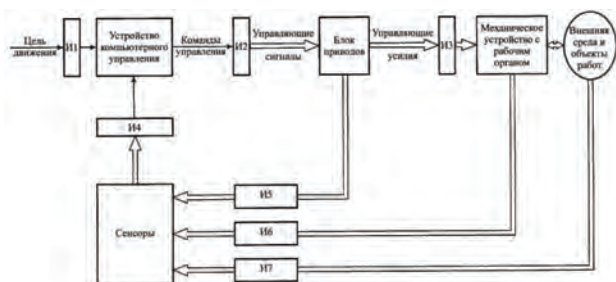 Цель
движения
И1
Устройство
компьютерного
управления
Команды
управления
И2
Управляющие
сигналы
Блок
приводов
Управляющие
усилия
И3
Механическое
устройство с
рабочим
органом
Внешняя
среда и
объекты
работ
И4
Сенсоры
И5
И6
И7